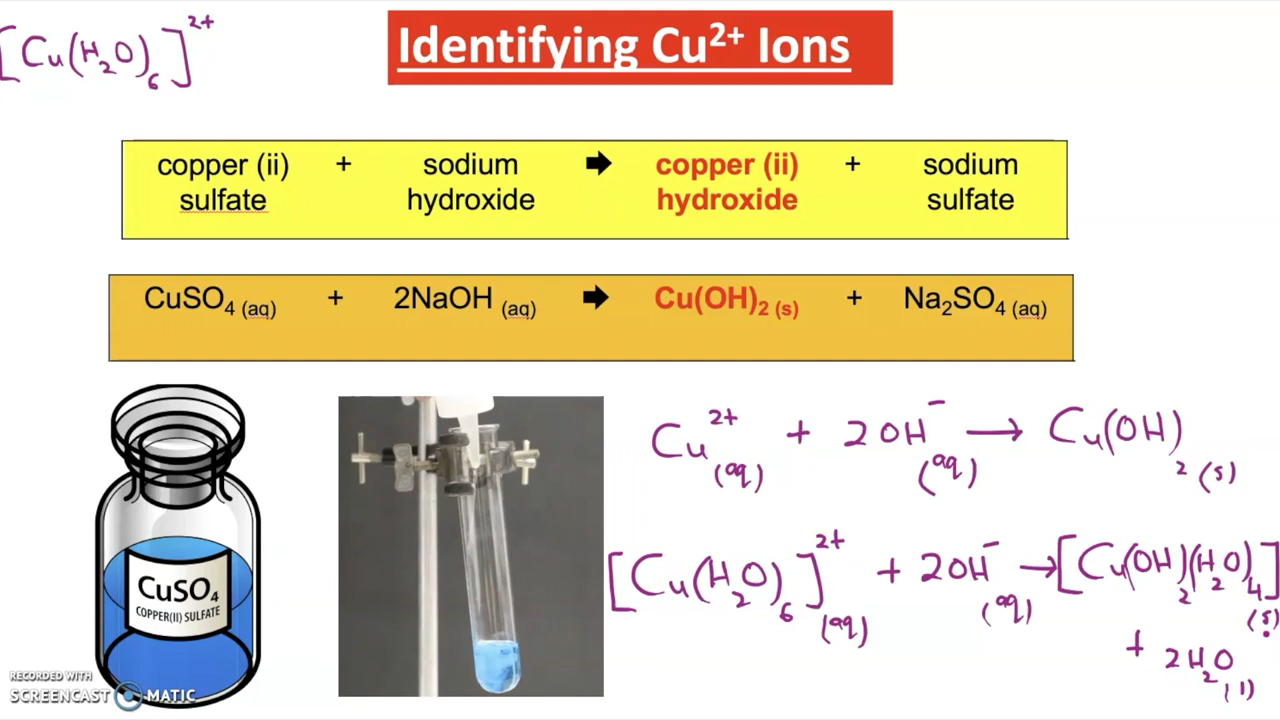 [Cu(H₂O)₆]²⁺
Identifying Cu²⁺ Ions
copper (ii) + sodium ➡ copper (ii) + sodium
sulfate hydroxide hydroxide sulfate
CuSO₄ (aq) + 2NaOH (aq) ➡ Cu(OH)₂ (s) + Na₂SO₄ (aq)
Cu²⁺(aq) + 2OH⁻(aq) → Cu(OH)₂ (s)
[Cu(H₂O)₆]²⁺(aq) + 2OH⁻(aq) → [Cu(OH)₂(H₂O)₄](s)
+ 2H₂O(l)
CuSO₄
COPPER(II) SULFATE
RECORDED WITH
SCREENCAST MATIC